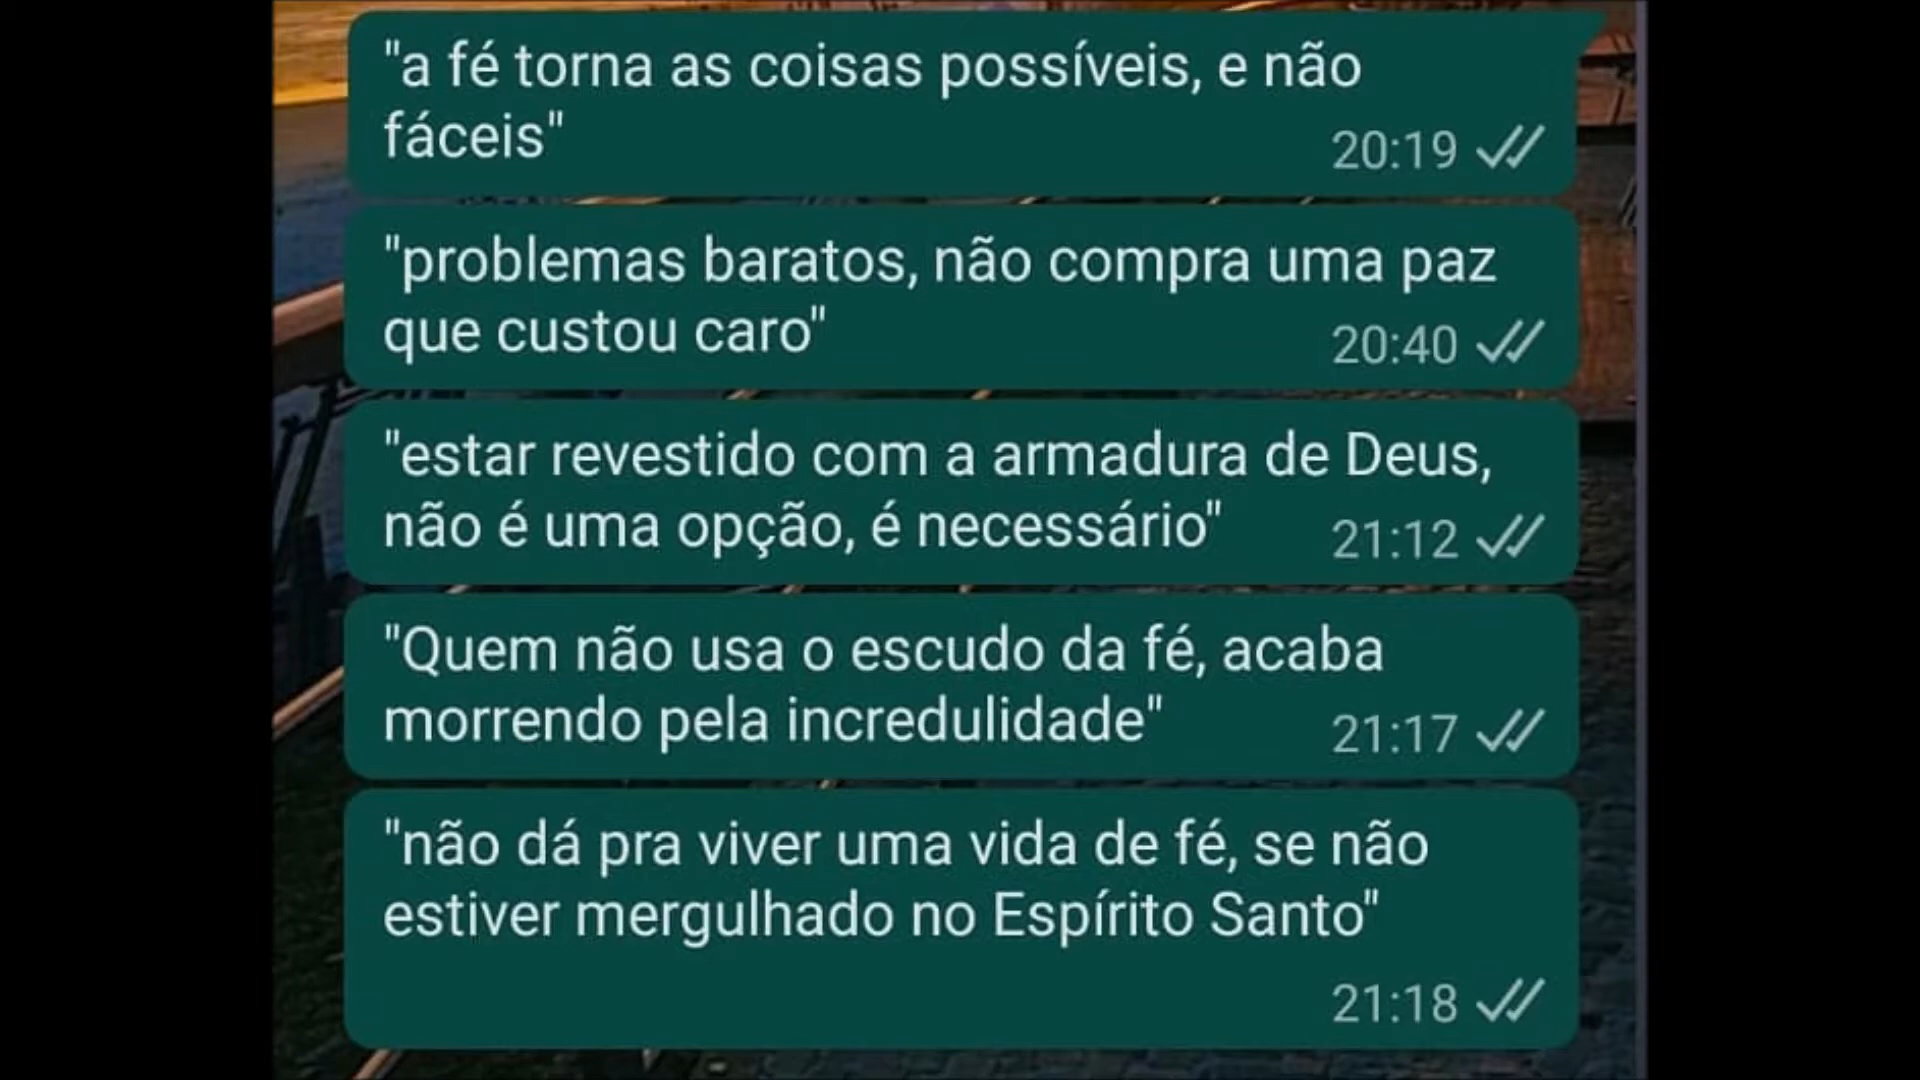 "a fé torna as coisas possíveis, e não
fáceis"
20:19
"problemas baratos, não compra uma paz
que custou caro"
20:40
"estar revestido com a armadura de Deus,
não é uma opção, é necessário"
21:12
"Quem não usa o escudo da fé, acaba
morrendo pela incredulidade"
21:17
"não dá pra viver uma vida de fé, se não
estiver mergulhado no Espírito Santo"
21:18